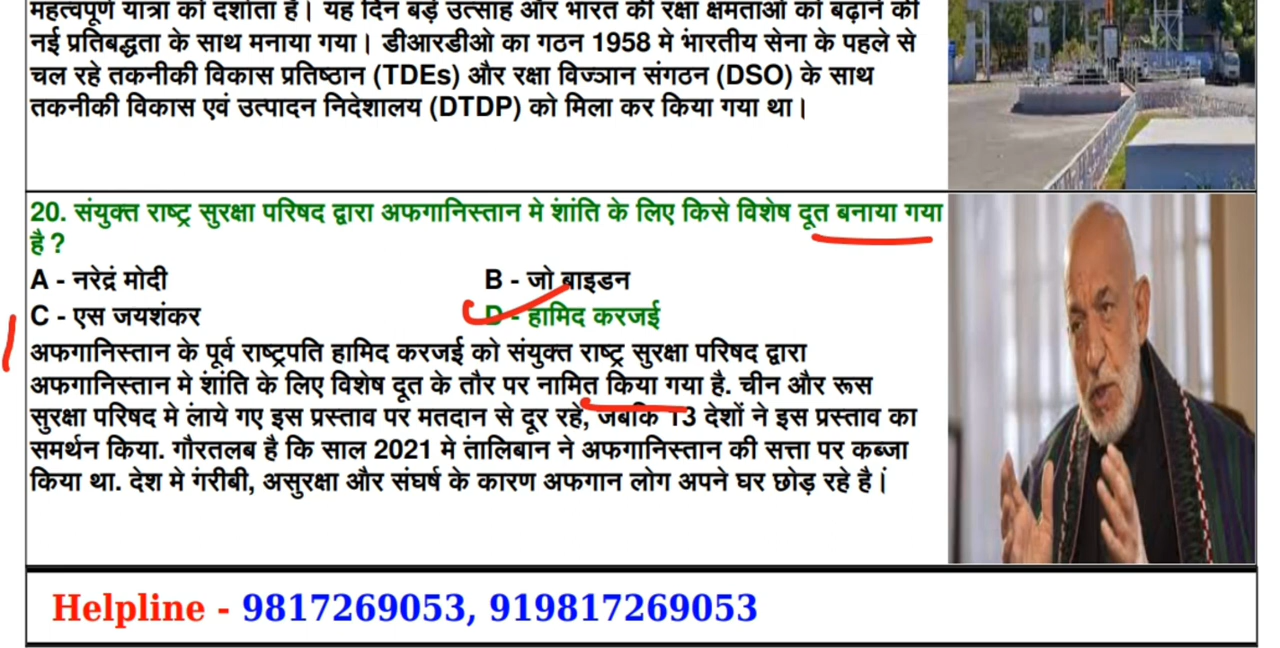 महत्वपूर्ण यात्रा को दर्शाता है। यह दिन बड़े उत्साह और भारत की रक्षा क्षमताओं को बढ़ाने की
नई प्रतिबद्धता के साथ मनाया गया। डीआरडीओ का गठन 1958 मे भारतीय सेना के पहले से
चल रहे तकनीकी विकास प्रतिष्ठान (TDEs) और रक्षा विज्ञान संगठन (DSO) के साथ
तकनीकी विकास एवं उत्पादन निदेशालय (DTDP) को मिला कर किया गया था।
20. संयुक्त राष्ट्र सुरक्षा परिषद द्वारा अफगानिस्तान मे शांति के लिए किसे विशेष दूत बनाया गया
है ?
A - नरेद्रं मोदी
B - जो बाइडन
C - एस जयशंकर
D - हामिद करजई
अफगानिस्तान के पूर्व राष्ट्रपति हामिद करजई को संयुक्त राष्ट्र सुरक्षा परिषद द्वारा
अफगानिस्तान मे शांति के लिए विशेष दूत के तौर पर नामित किया गया है. चीन और रूस
सुरक्षा परिषद मे लाये गए इस प्रस्ताव पर मतदान से दूर रहे, जबकि 13 देशों ने इस प्रस्ताव का
समर्थन किया. गौरतलब है कि साल 2021 मे तालिबान ने अफगानिस्तान की सत्ता पर कब्जा
किया था. देश मे गरीबी, असुरक्षा और संघर्ष के कारण अफगान लोग अपने घर छोड़ रहे है।
Helpline - 9817269053, 919817269053